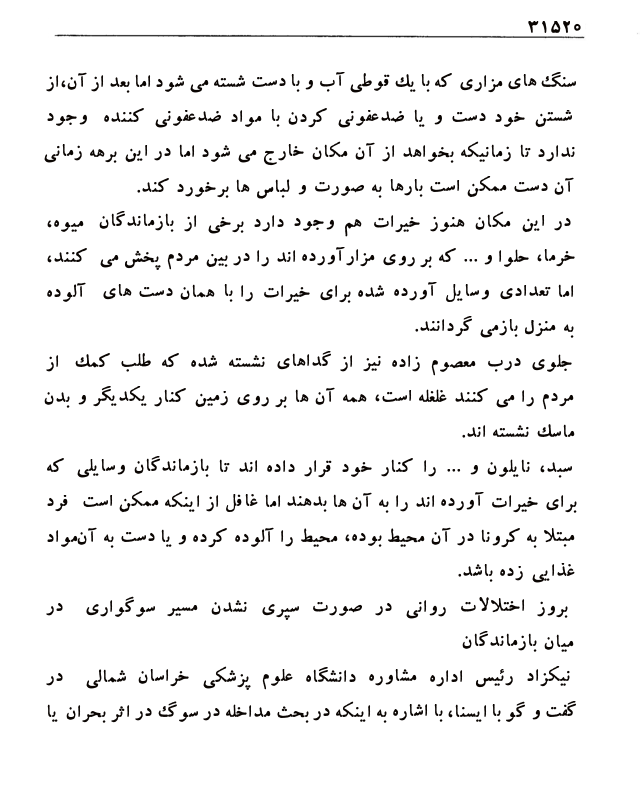 ۳۱۵۲۰
سنگ های مزاری که با یك قوطی آب و با دست شسته می شود اما بعد از آن،از
شستن خود دست و یا ضدعفونی کردن با مواد ضدعفونی کننده وجود
ندارد تا زمانیکه بخواهد از آن مکان خارج می شود اما در این برهه زمانی
آن دست ممکن است بارها به صورت و لباس ها برخورد کند.
در این مکان هنوز خیرات هم وجود دارد برخی از بازماندگان میوه،
خرما، حلوا و ... که بر روی مزارآورده اند را در بین مردم پخش می کنند،
اما تعدادی وسایل آورده شده برای خیرات را با همان دست های آلوده
به منزل بازمی گردانند.
جلوی درب معصوم زاده نیز از گداهای نشسته شده که طلب کمك از
مردم را می کنند غلغله است، همه آن ها بر روی زمین کنار یکدیگر و بدن
ماسك نشسته اند.
سبد، نایلون و ... را کنار خود قرار داده اند تا بازماندگان وسایلی که
برای خیرات آورده اند را به آن ها بدهند اما غافل از اینکه ممکن است فرد
مبتلا به کرونا در آن محیط بوده، محیط را آلوده کرده و یا دست به آن‌مواد
غذایی زده باشد.
بروز اختلالات روانی در صورت سپری نشدن مسیر سوگواری در
میان بازماندگان
نیکزاد رئیس اداره مشاوره دانشگاه علوم پزشکی خراسان شمالی در
گفت و گو با ایسنا، با اشاره به اینکه در بحث مداخله در سوگ در اثر بحران یا